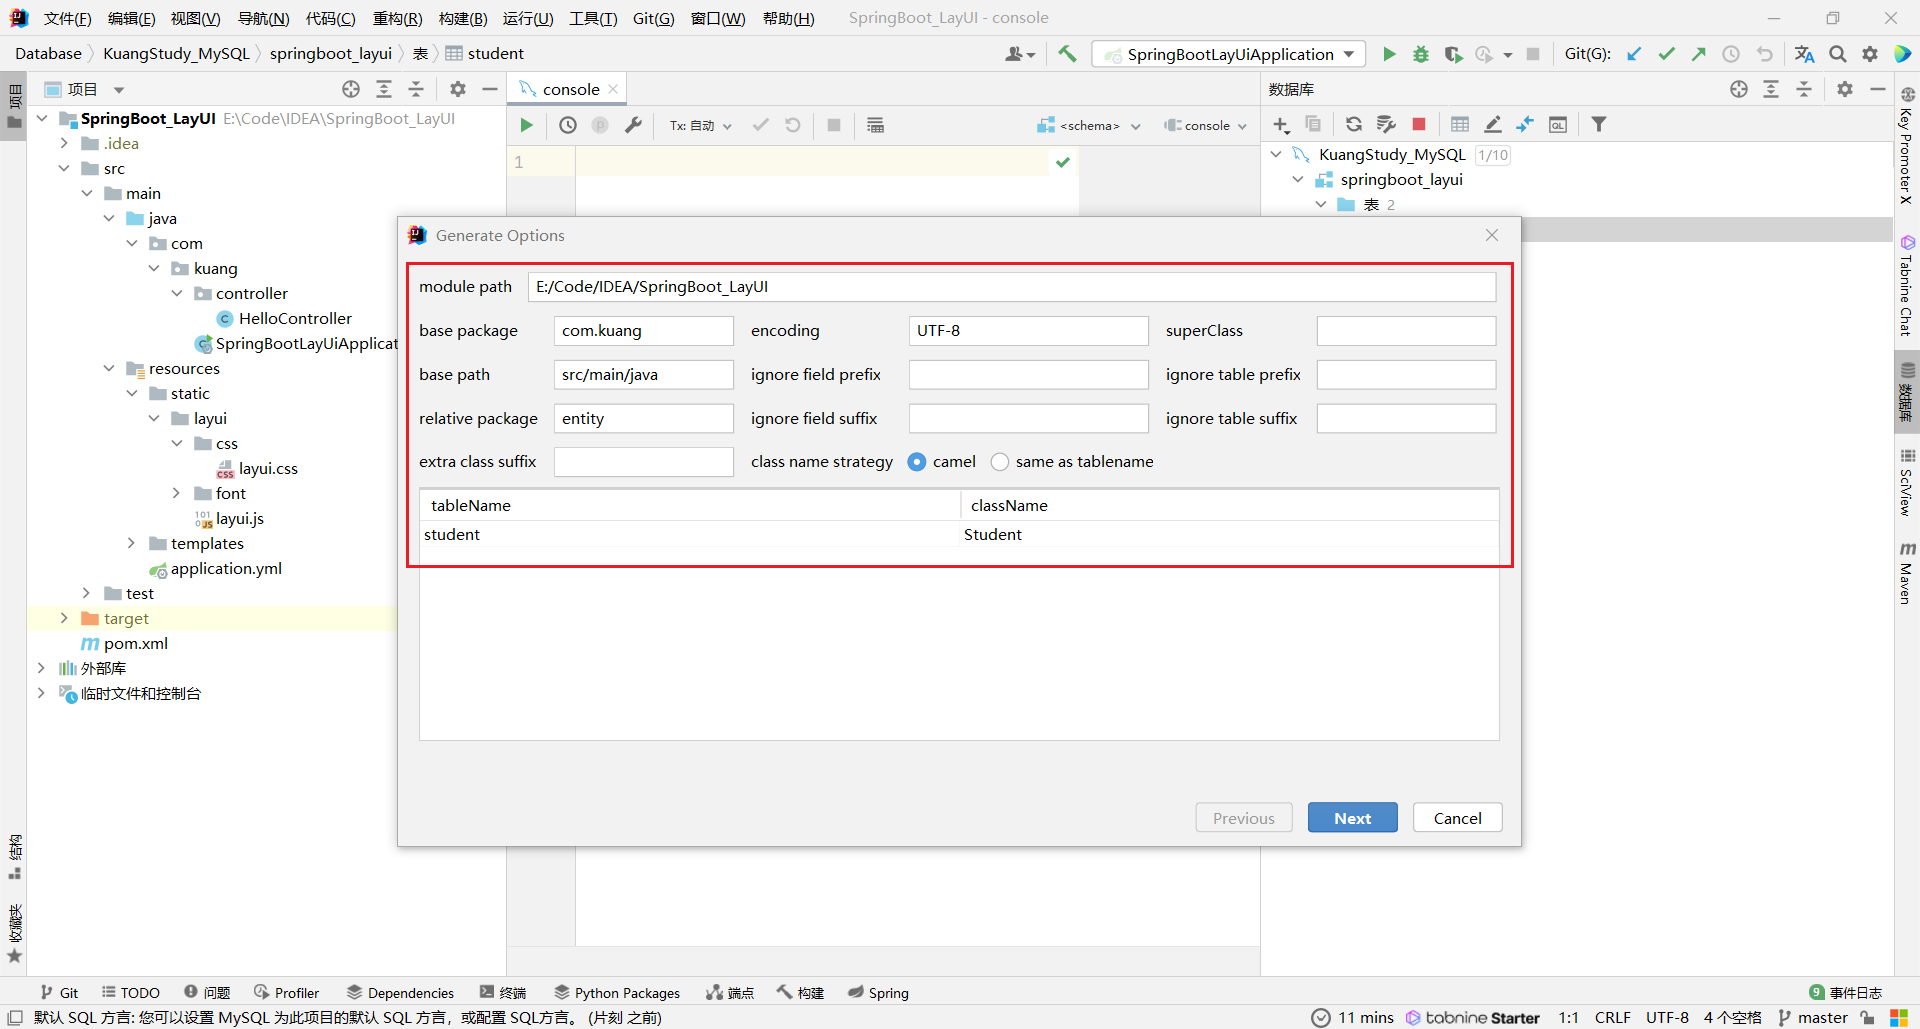 文件(F) 编辑(E) 视图(V) 导航(N) 代码(C) 重构(R) 构建(B) 运行(U) 工具(T) Git(G) 窗口(W) 帮助(H) SpringBoot_LayUI - console
Database KuangStudy_MySQL springboot_layui 表 student SpringBootLayUiApplication Git(G):
项目
项目
console
数据库
SpringBoot_LayUI E:\Code\IDEA\SpringBoot_LayUI
.idea
src
main
java
com
kuang
controller
HelloController
SpringBootLayUiApplicat
resources
static
layui
css
layui.css
font
layui.js
templates
application.yml
test
target
pom.xml
外部库
临时文件和控制台
Tx: 自动 <schema> console
1
KuangStudy_MySQL 1/10
springboot_layui
表 2
Generate Options
module path E:/Code/IDEA/SpringBoot_LayUI
base package com.kuang encoding UTF-8 superClass
base path src/main/java ignore field prefix ignore table prefix
relative package entity ignore field suffix ignore table suffix
extra class suffix class name strategy camel same as tablename
tableName className
student Student
Previous Next Cancel
Key Promoter X
Tabnine Chat
数据库
SciView
Maven
结构
收藏夹
Git TODO 问题 Profiler Dependencies 终端 Python Packages 端点 构建 Spring 9 事件日志
默认 SQL 方言: 您可以设置 MySQL 为此项目的默认 SQL 方言，或配置 SQL方言。 (片刻 之前) 11 mins tabnine Starter 1:1 CRLF UTF-8 4 个空格 master